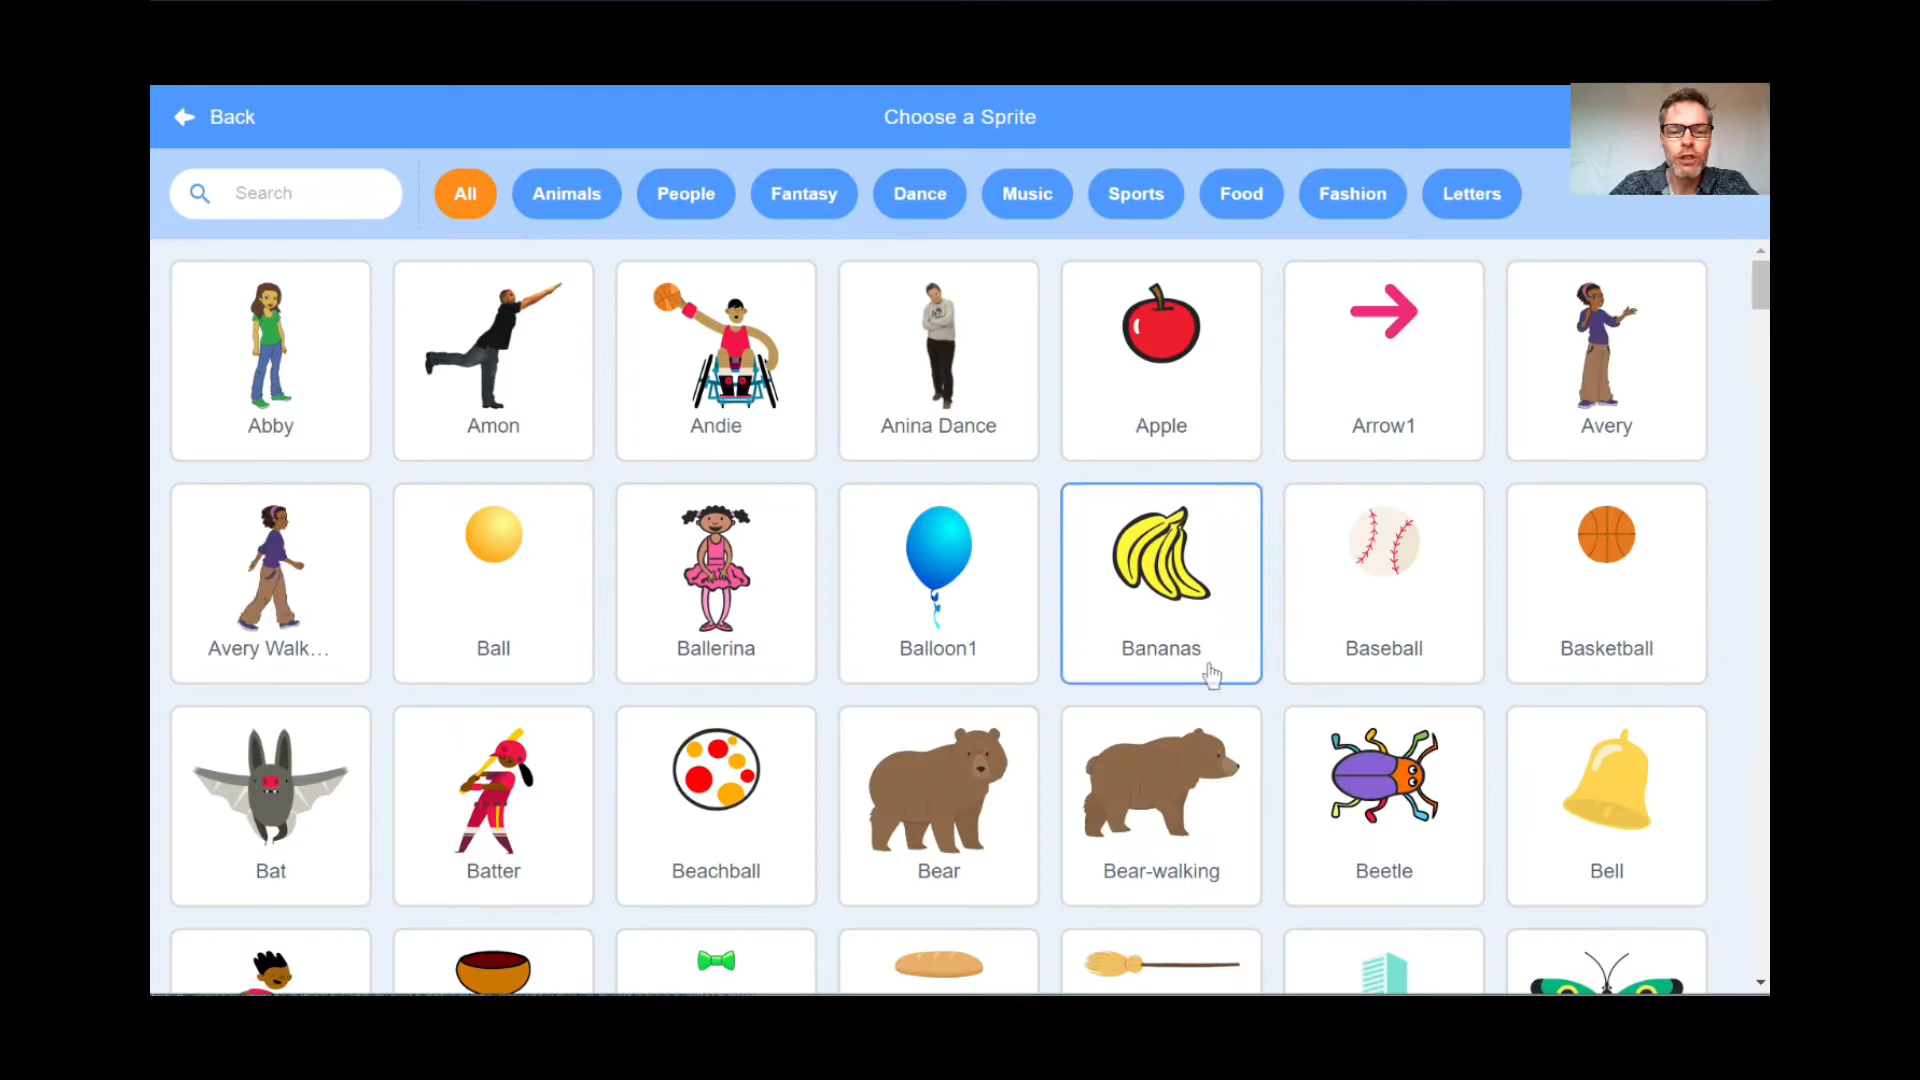 Back
Choose a Sprite
Search
All
Animals
People
Fantasy
Dance
Music
Sports
Food
Fashion
Letters
Abby
Amon
Andie
Anina Dance
Apple
Arrow1
Avery
Avery Walk...
Ball
Ballerina
Balloon1
Bananas
Baseball
Basketball
Bat
Batter
Beachball
Bear
Bear-walking
Beetle
Bell